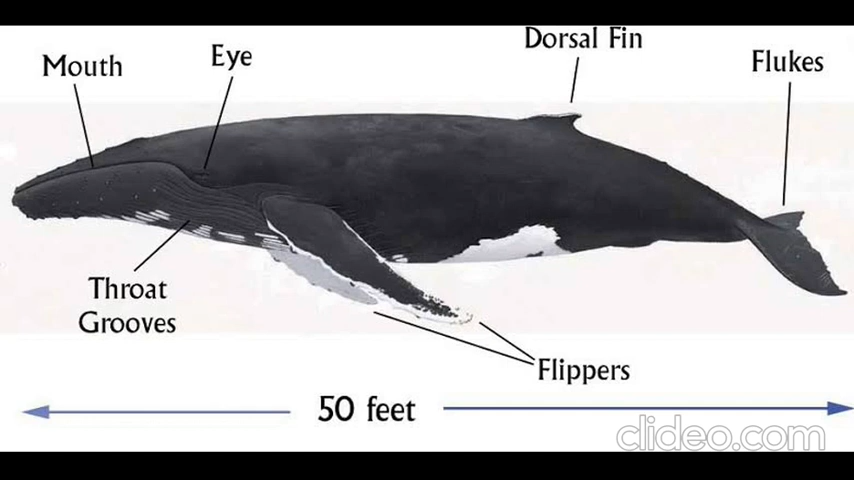 Dorsal Fin
Mouth
Eye
Flukes
Throat
Grooves
Flippers
50 feet
clideo.com